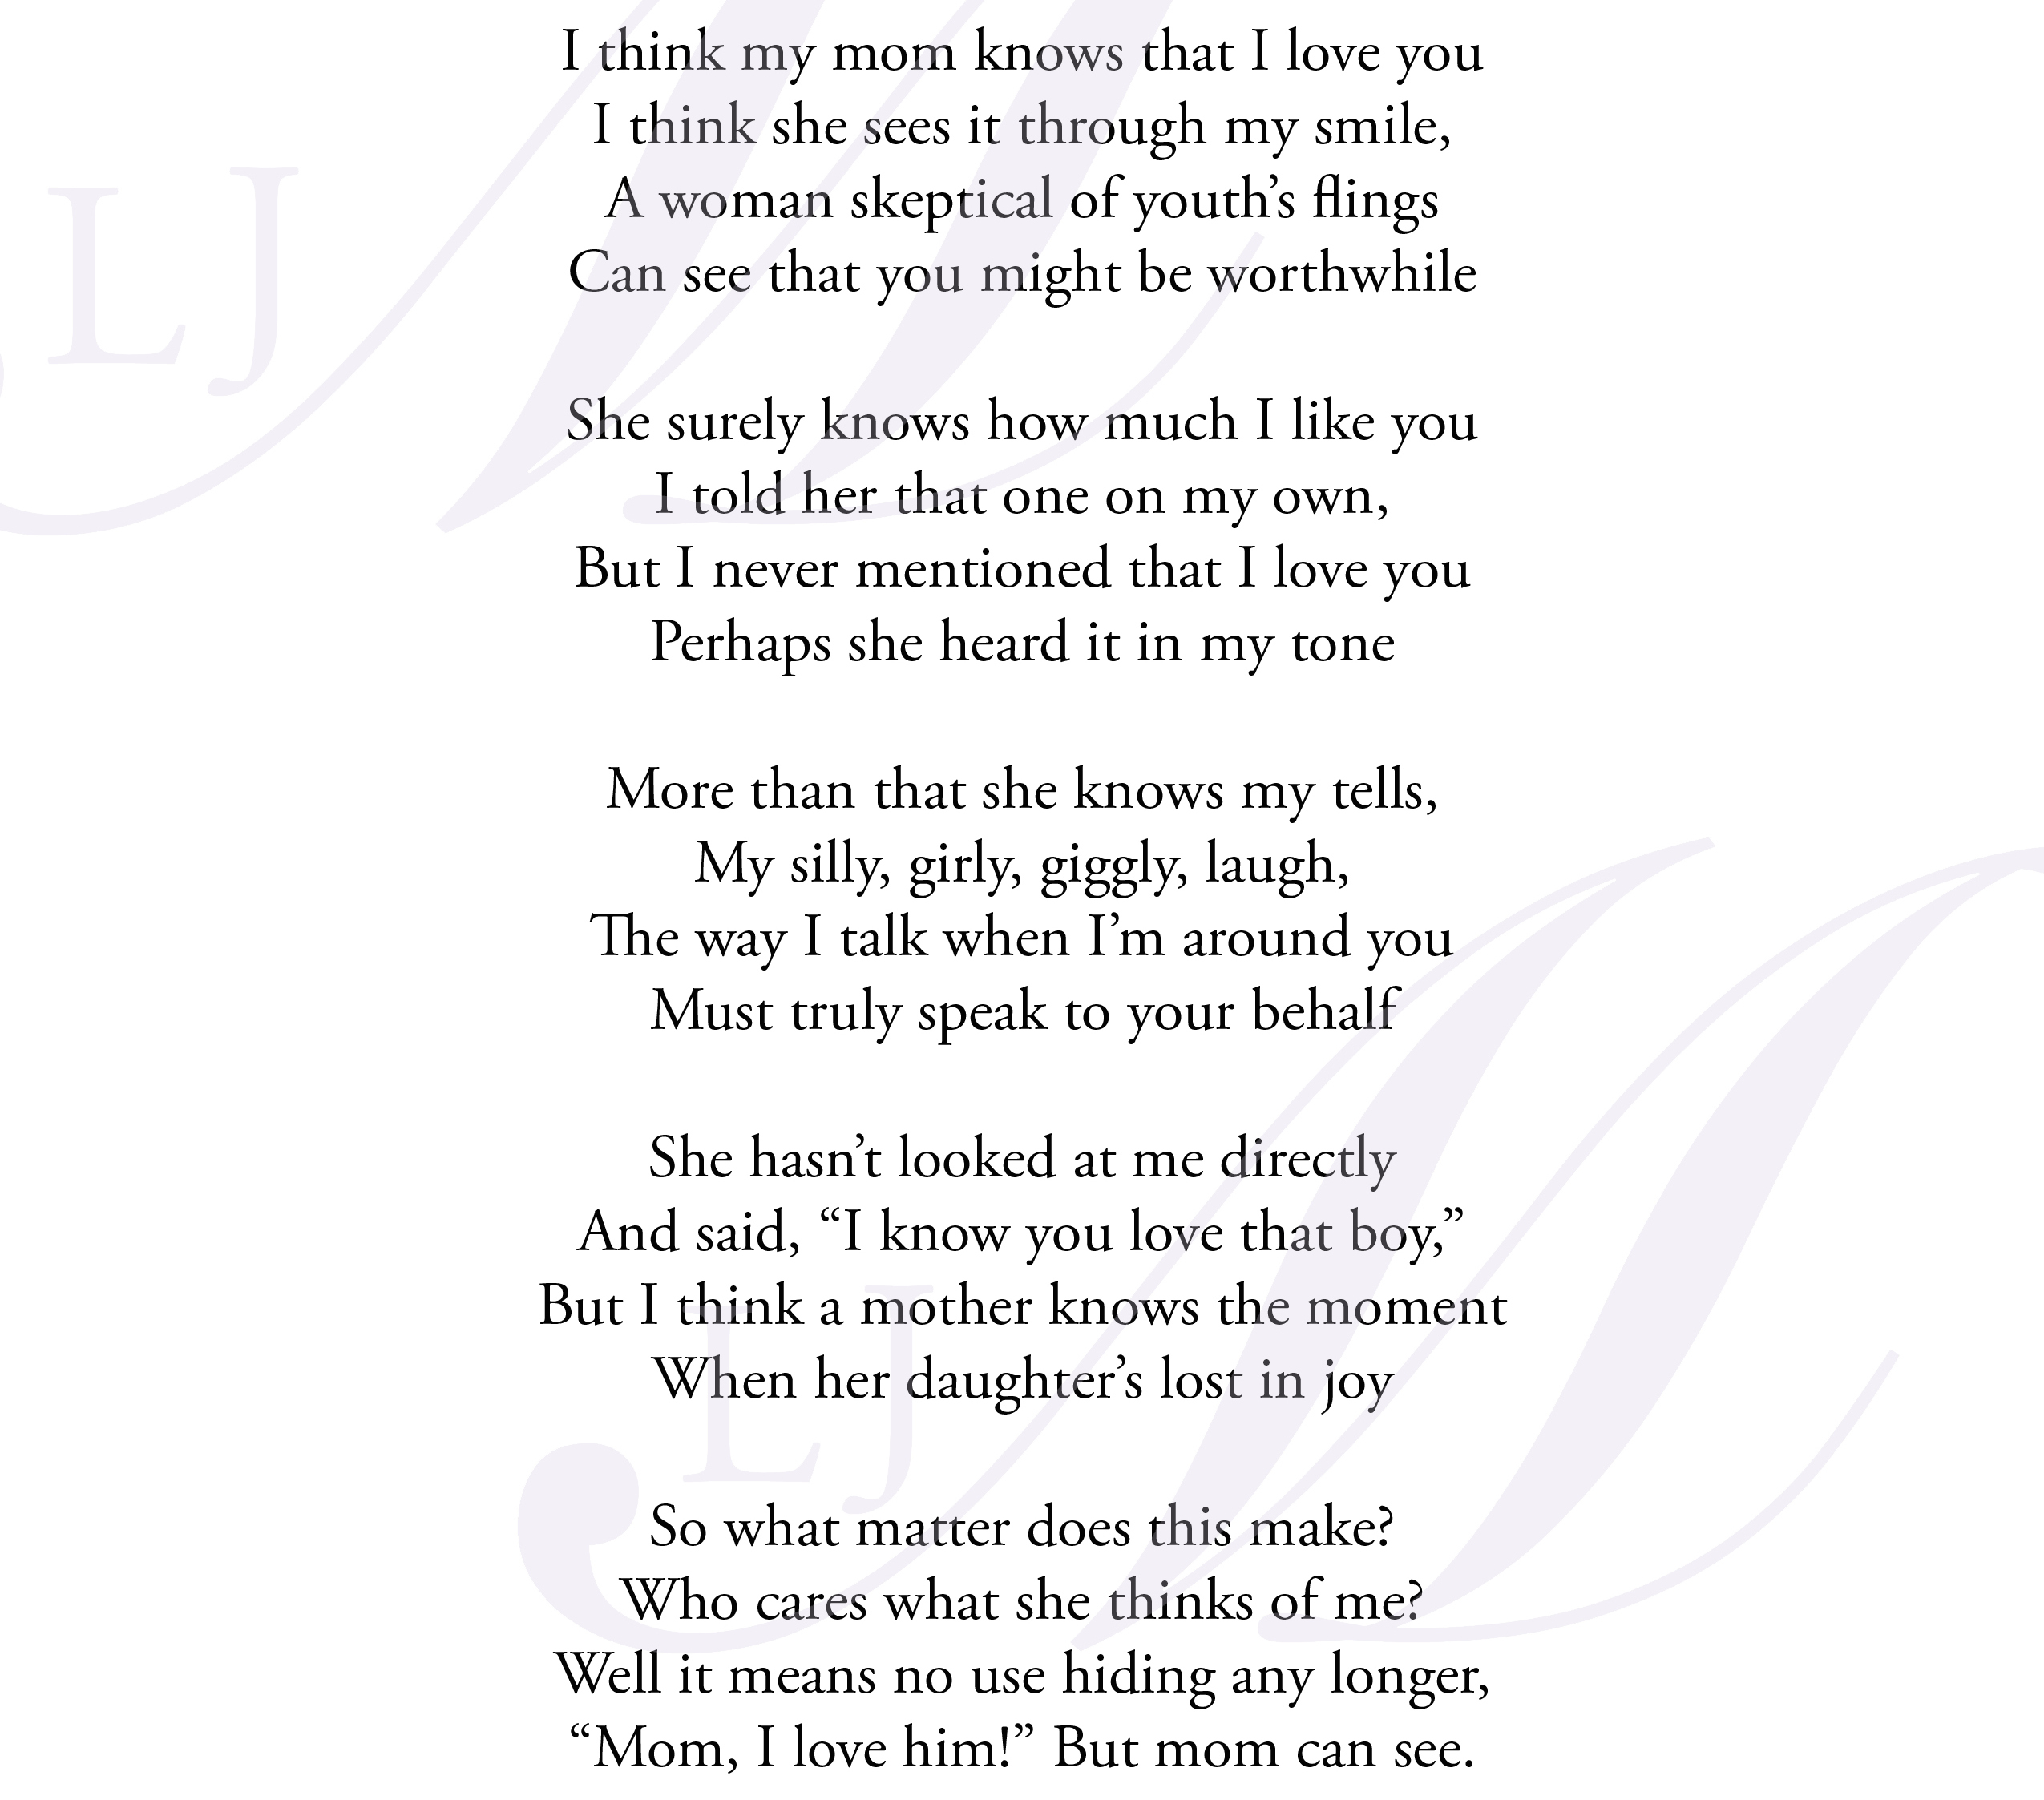 I think my mom knows that I love you
I think she sees it through my smile,
A woman skeptical of youth’s flings
Can see that you might be worthwhile

She surely knows how much I like you
I told her that one on my own,
But I never mentioned that I love you
Perhaps she heard it in my tone

More than that she knows my tells,
My silly, girly, giggly, laugh,
The way I talk when I’m around you
Must truly speak to your behalf

She hasn’t looked at me directly
And said, “I know you love that boy,”
But I think a mother knows the moment
When her daughter’s lost in joy

So what matter does this make?
Who cares what she thinks of me?
Well it means no use hiding any longer,
“Mom, I love him!” But mom can see.
LJ
LJ